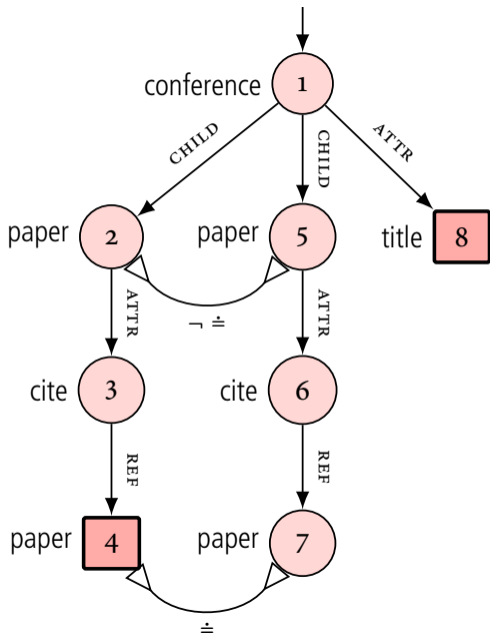 conference 1
CHILD CHILD ATTR
paper 2 paper 5 title 8
¬ ≐
ATTR ATTR
cite 3 cite 6
REF REF
paper 4 paper 7
≐